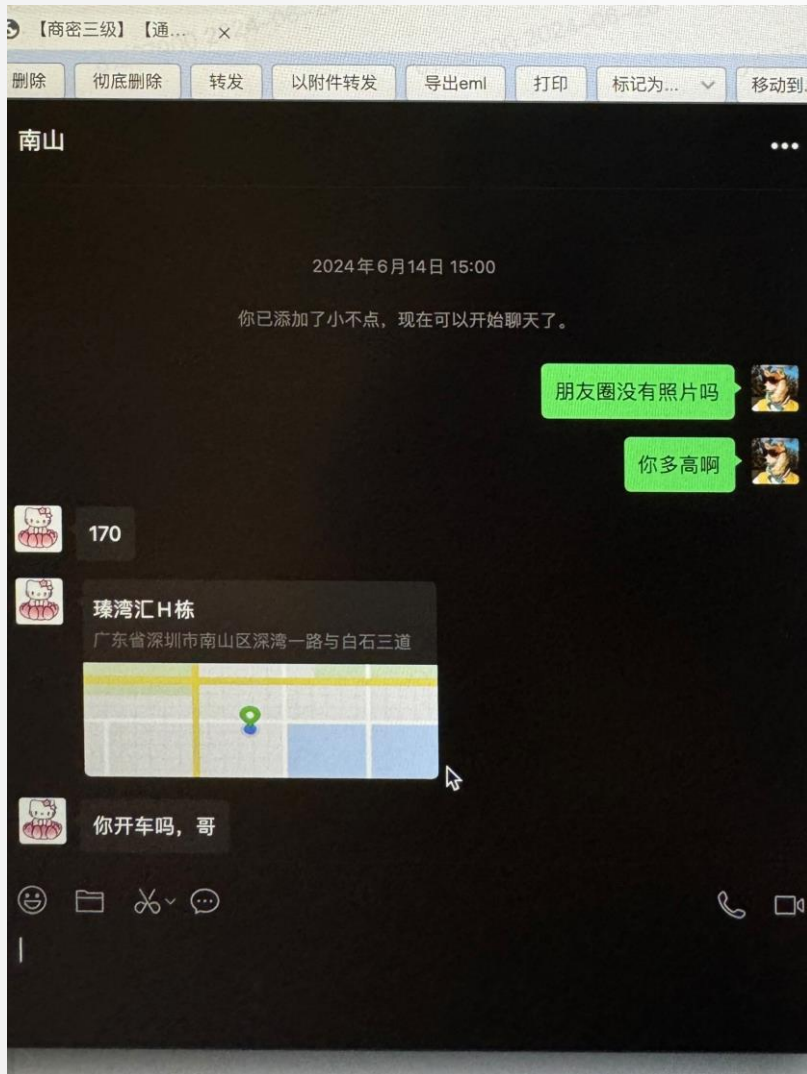 【商密三级】【通...
删除 彻底删除 转发 以附件转发 导出eml 打印 标记为... 移动到
南山
2024年6月14日 15:00
你已添加了小不点，现在可以开始聊天了。
朋友圈没有照片吗
你多高啊
170
瑧湾汇H栋
广东省深圳市南山区深湾一路与白石三道
你开车吗，哥